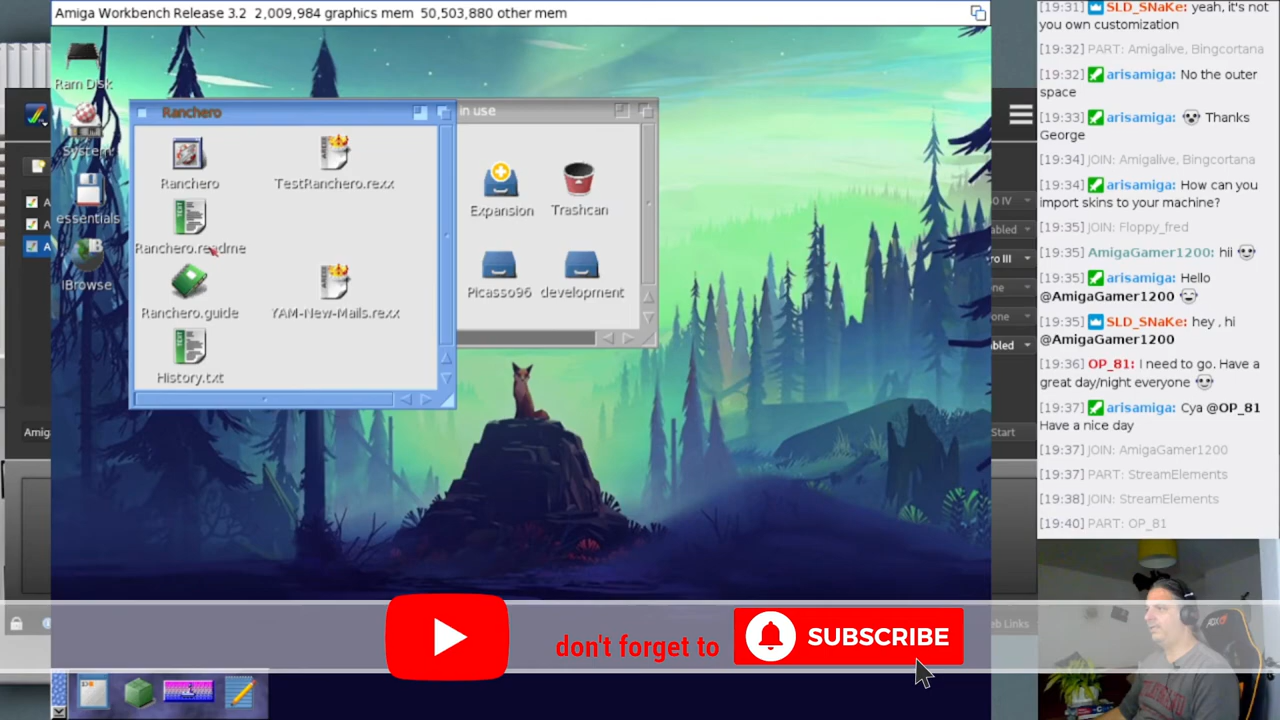 Amiga Workbench Release 3.2 2,009,984 graphics mem 50,503,880 other mem
Ram Disk
System
essentials
IBrowse
Ranchero
in use
Ranchero
TestRanchero.rexx
Ranchero.readme
Ranchero.guide
YAM-New-Mails.rexx
History.txt
Expansion
Trashcan
Picasso96
development
Amig
Start
eb Links
don't forget to
SUBSCRIBE
[19:31] SLD_SNaKe: yeah, it's not
you own customization
[19:32] PART: Amigalive, Bingcortana
[19:32] arisamiga: No the outer
space
[19:33] arisamiga: Thanks
George
[19:34] JOIN: Amigalive, Bingcortana
[19:34] arisamiga: How can you
import skins to your machine?
[19:35] JOIN: Floppy_fred
[19:35] AmigaGamer1200: hii
[19:35] arisamiga: Hello
@AmigaGamer1200
[19:35] SLD_SNaKe: hey , hi
@AmigaGamer1200
[19:36] OP_81: I need to go. Have a
great day/night everyone
[19:37] arisamiga: Cya @OP_81
Have a nice day
[19:37] JOIN: AmigaGamer1200
[19:37] PART: StreamElements
[19:38] JOIN: StreamElements
[19:40] PART: OP_81